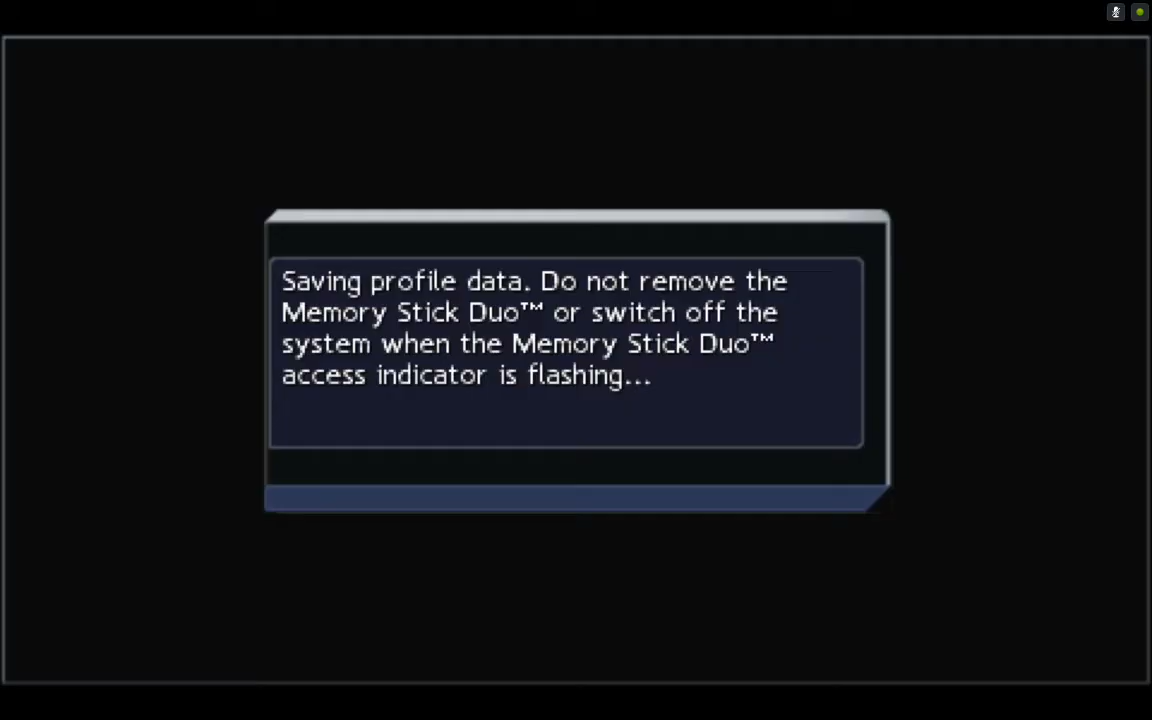 Saving profile data. Do not remove the
Memory Stick Duo™ or switch off the
system when the Memory Stick Duo™
access indicator is flashing...